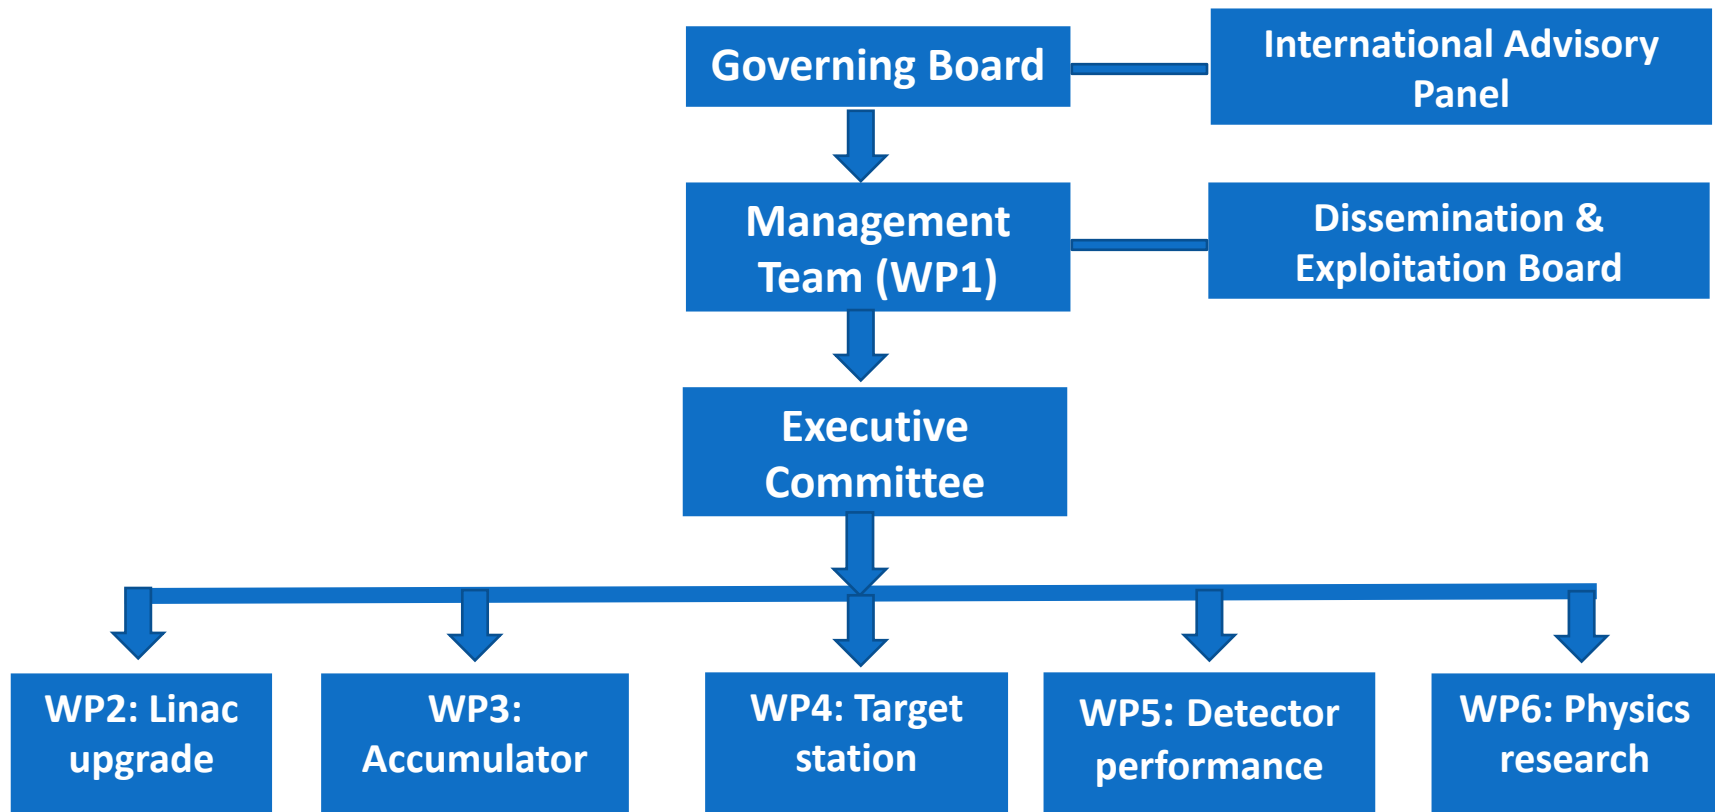 Governing Board
International Advisory
Panel
Management
Team (WP1)
Dissemination &
Exploitation Board
Executive
Committee
WP2: Linac
upgrade
WP3:
Accumulator
WP4: Target
station
WP5: Detector
performance
WP6: Physics
research